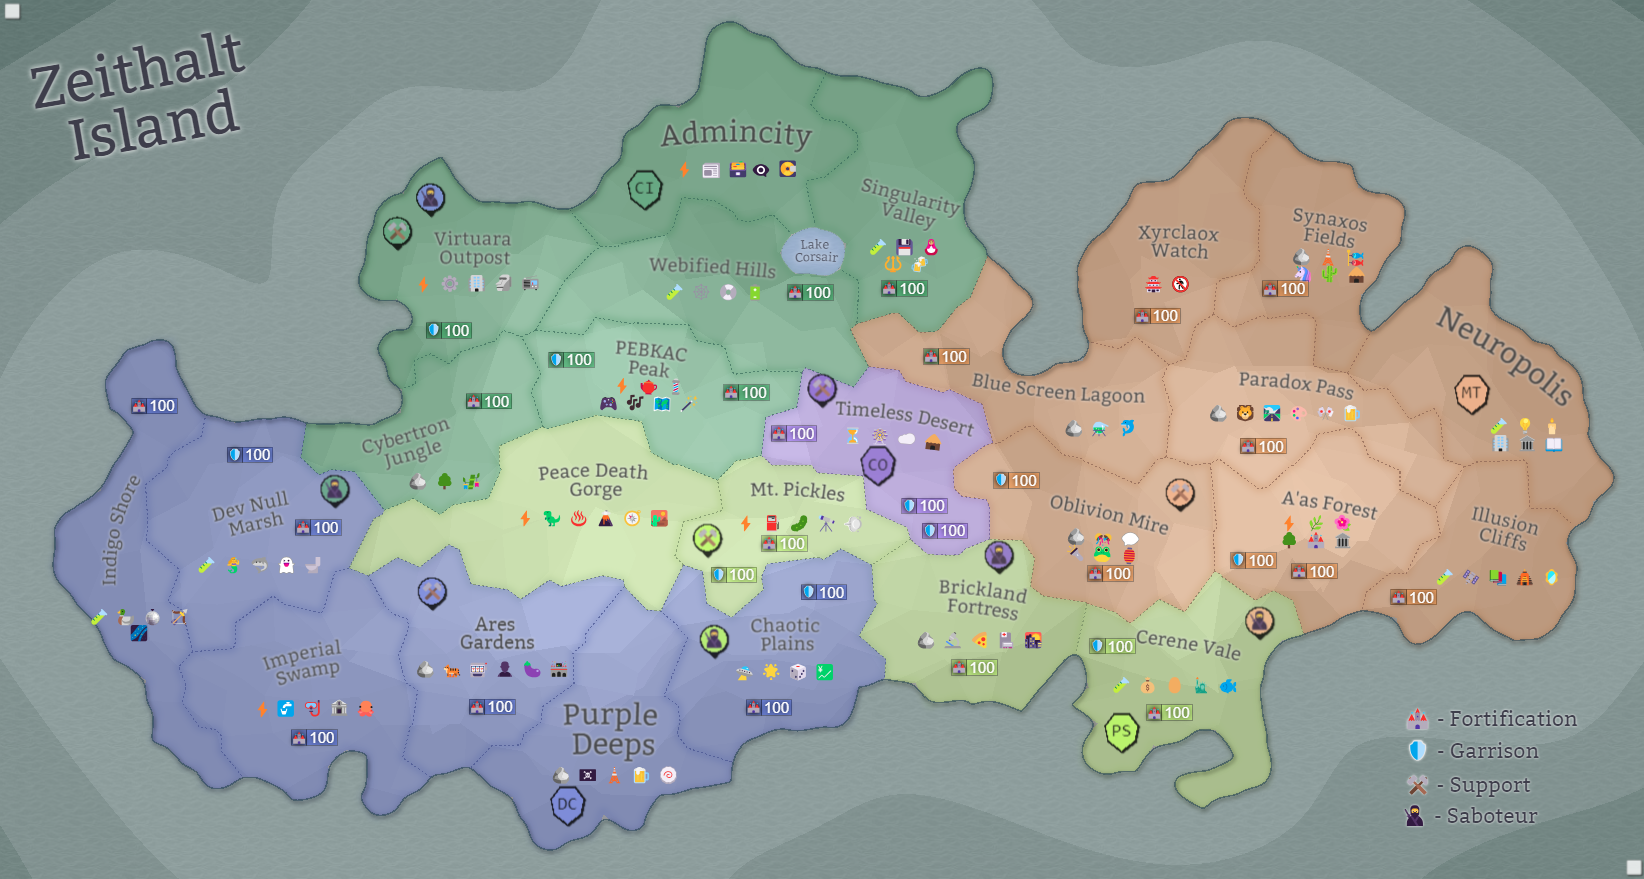 Zeithalt
Island
Admincity
CI
Singularity
Valley
Virtuara
Outpost
Webified Hills
Lake
Corsair
100
100
100
Xyrclaox
Watch
Synaxos
Fields
100
100
PEBKAC
Peak
100
100
100
Cybertron
Jungle
100
Blue Screen Lagoon
Paradox Pass
100
Neuropolis
MT
Timeless Desert
100
CO
100
100
Indigo Shore
100
Dev Null
Marsh
100
100
Peace Death
Gorge
Mt. Pickles
100
100
Oblivion Mire
100
100
A'as Forest
100
100
Illusion
Cliffs
100
Brickland
Fortress
100
Cerene Vale
100
100
PS
Imperial
Swamp
100
Ares
Gardens
100
Chaotic
Plains
100
100
Purple
Deeps
DC
- Fortification
- Garrison
- Support
- Saboteur